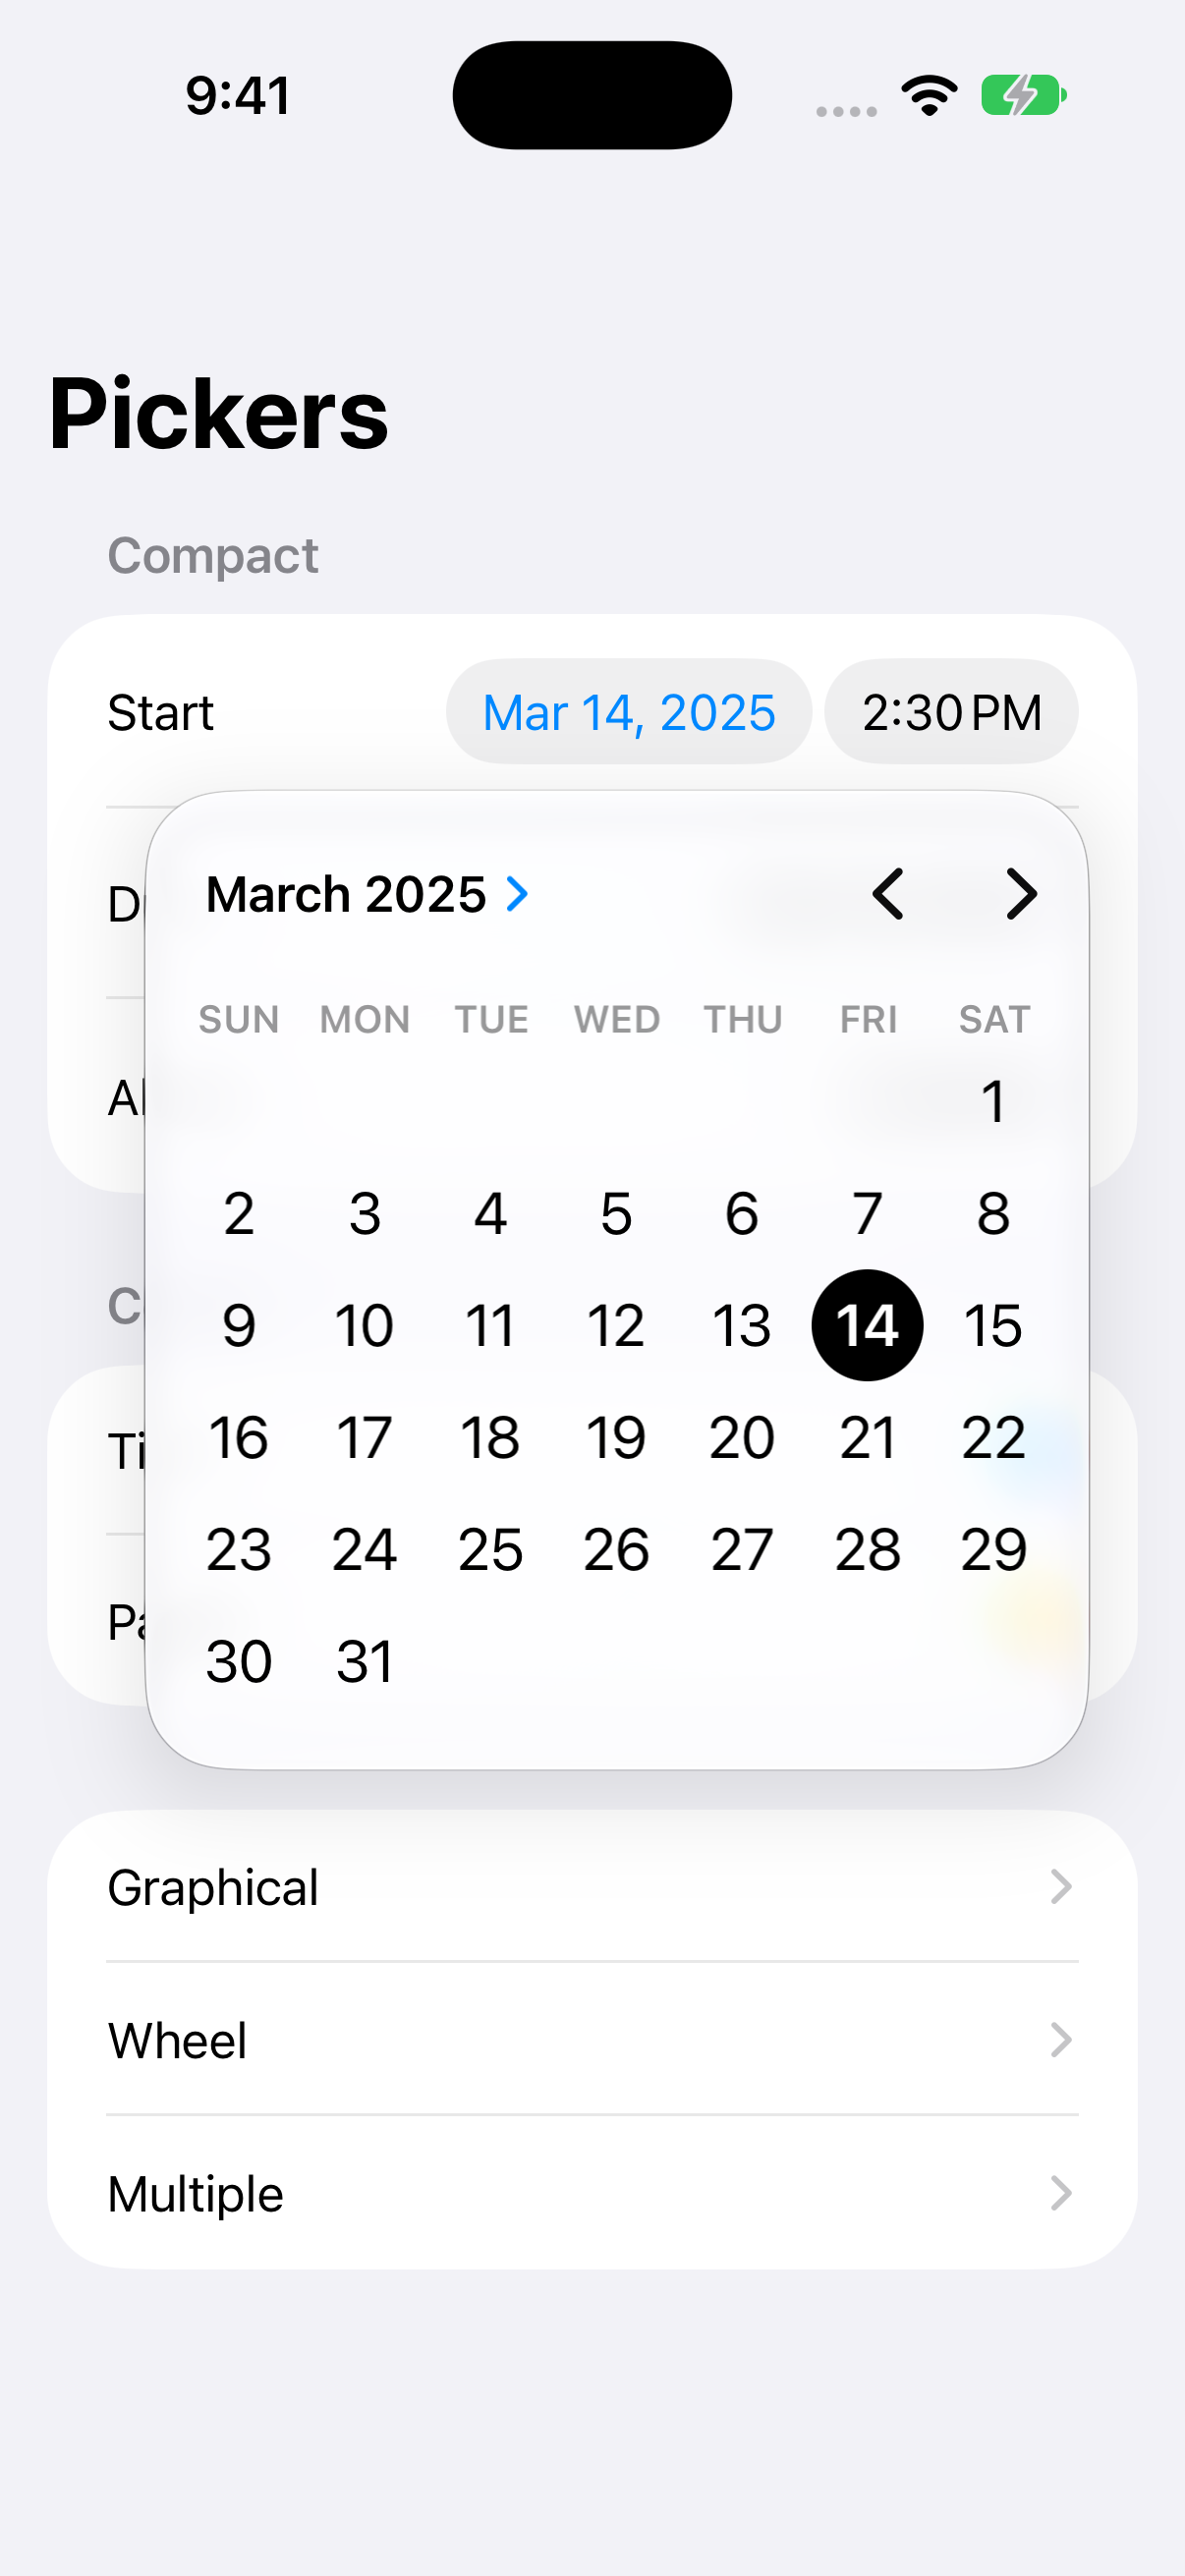 9:41
Pickers
Compact
Start Mar 14, 2025 2:30 PM
March 2025
SUN MON TUE WED THU FRI SAT
1
2 3 4 5 6 7 8
9 10 11 12 13 14 15
16 17 18 19 20 21 22
23 24 25 26 27 28 29
30 31
Graphical
Wheel
Multiple